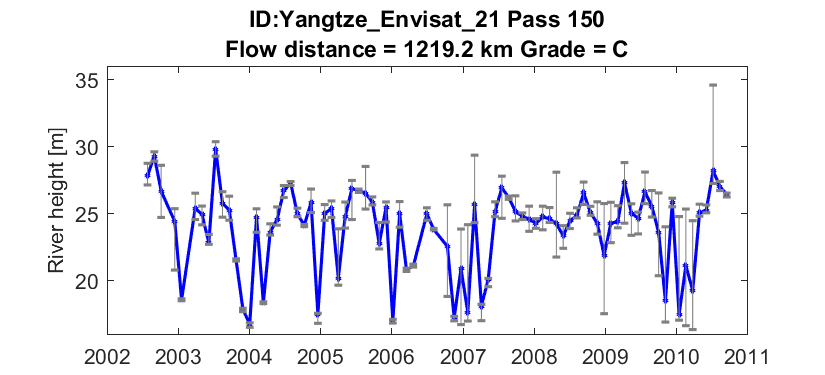 ID:Yangtze_Envisat_21 Pass 150
Flow distance = 1219.2 km Grade = C
35
30
25
20
River height [m]
2002 2003 2004 2005 2006 2007 2008 2009 2010 2011